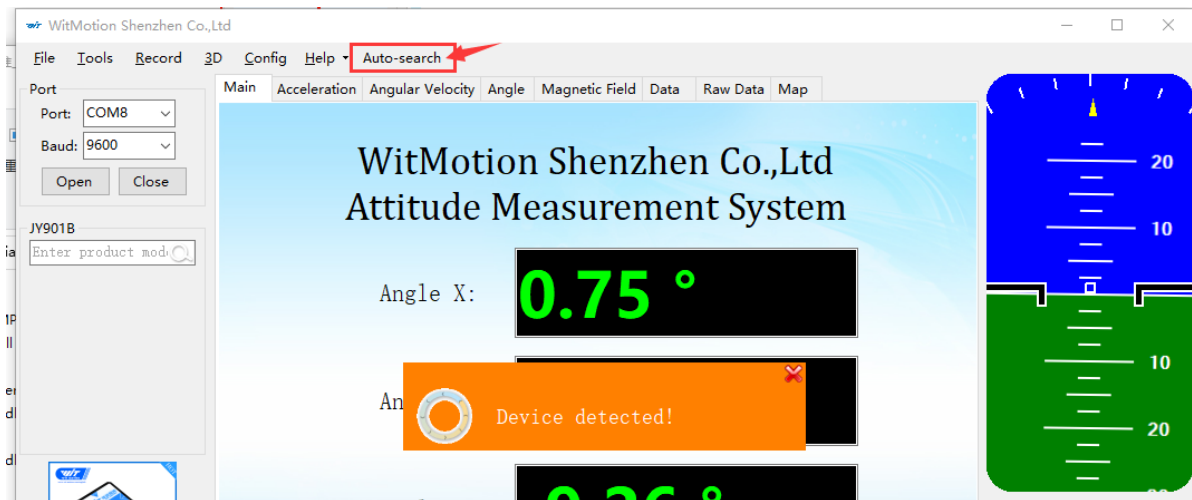 WitMotion Shenzhen Co.,Ltd
File Tools Record 3D Config Help Auto-search
Port
Port: COM8
Baud: 9600
Open Close
JY901B
Enter product mod
Main Acceleration Angular Velocity Angle Magnetic Field Data Raw Data Map
WitMotion Shenzhen Co.,Ltd
Attitude Measurement System
Angle X: 0.75 °
An
Device detected!
20
10
10
20